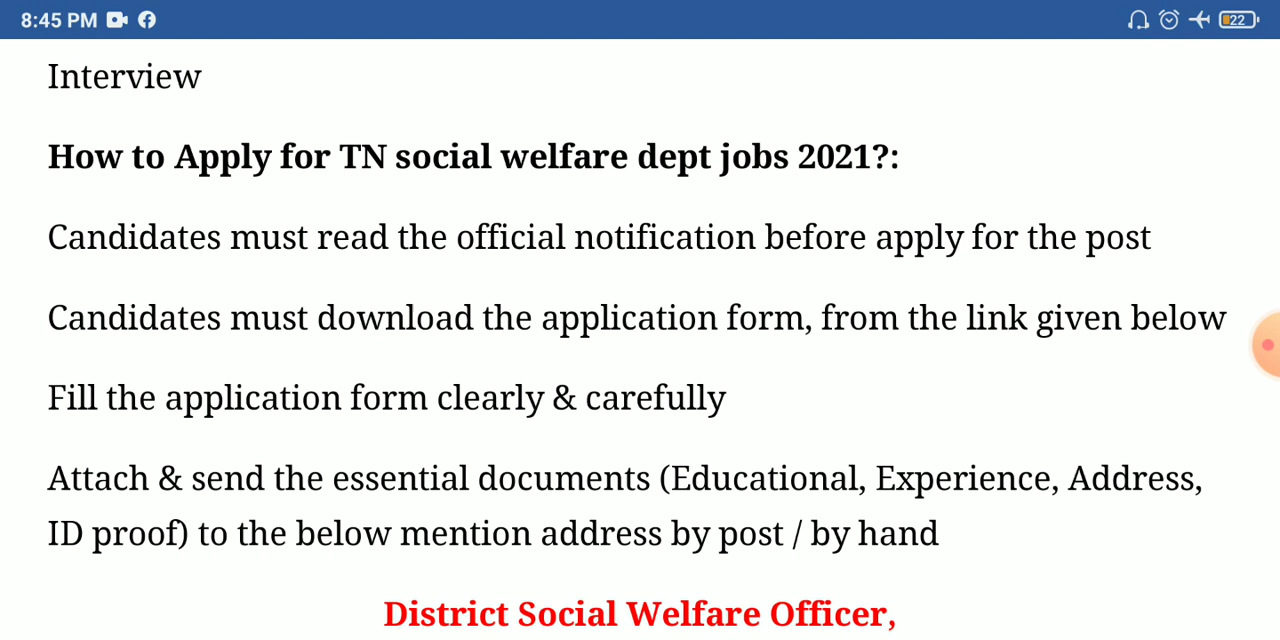 8:45 PM
22
Interview
How to Apply for TN social welfare dept jobs 2021?:
Candidates must read the official notification before apply for the post
Candidates must download the application form, from the link given below
Fill the application form clearly & carefully
Attach & send the essential documents (Educational, Experience, Address,
ID proof) to the below mention address by post / by hand
District Social Welfare Officer,